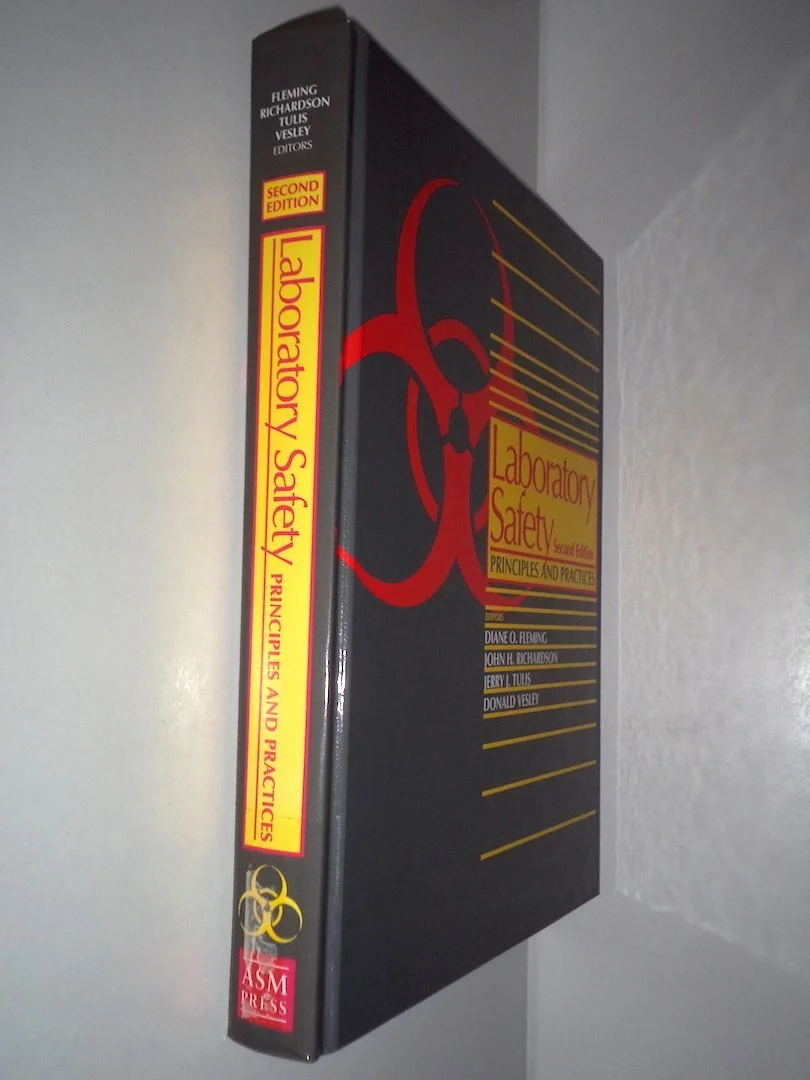 FLEMING
RICHARDSON
TULIS
VESLEY
EDITORS
SECOND
EDITION
Laboratory Safety PRINCIPLES AND PRACTICES
ASM
PRESS
Laboratory
Safety Second Edition
PRINCIPLES AND PRACTICES
EDITORS
DIANE O. FLEMING
JOHN H. RICHARDSON
JERRY J. TULIS
DONALD VESLEY